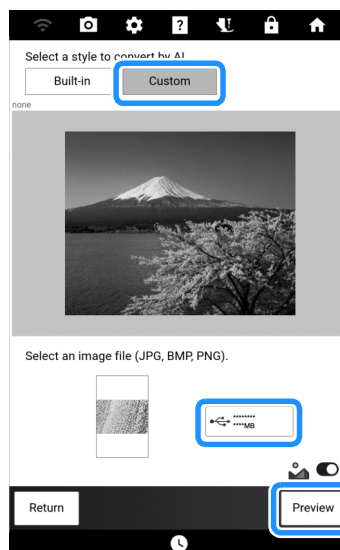 ?
Select a style to convert by AI
Built-in
Custom
none
Select an image file (JPG, BMP, PNG).
********
****MB
Return
Preview